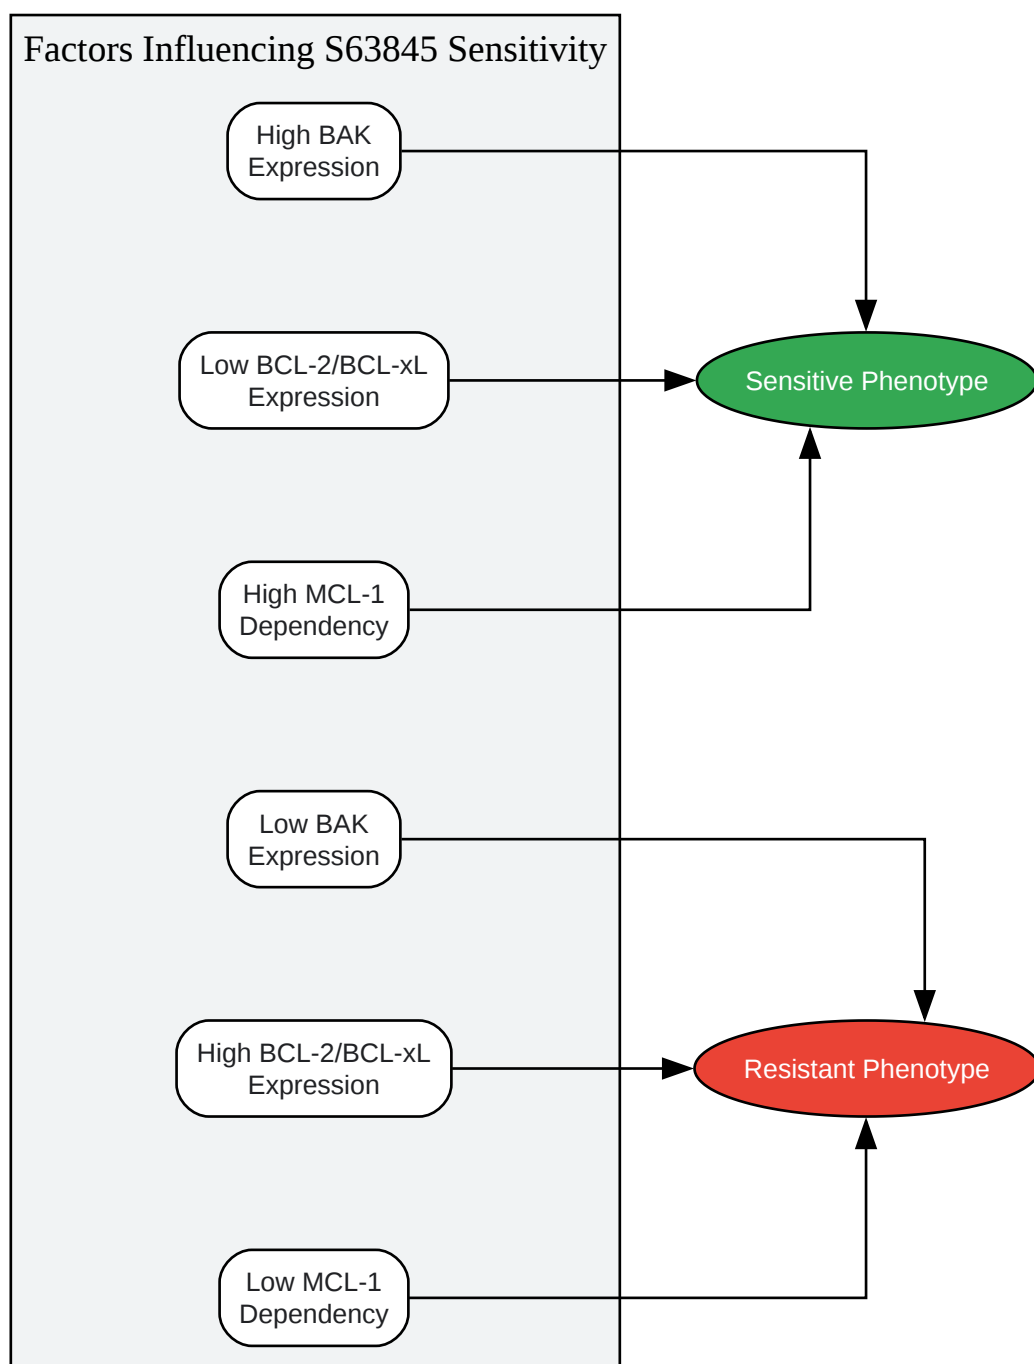 Factors Influencing S63845 Sensitivity
High BAK
Expression
Low BCL-2/BCL-xL
Expression
Sensitive Phenotype
High MCL-1
Dependency
Low BAK
Expression
High BCL-2/BCL-xL
Expression
Resistant Phenotype
Low MCL-1
Dependency